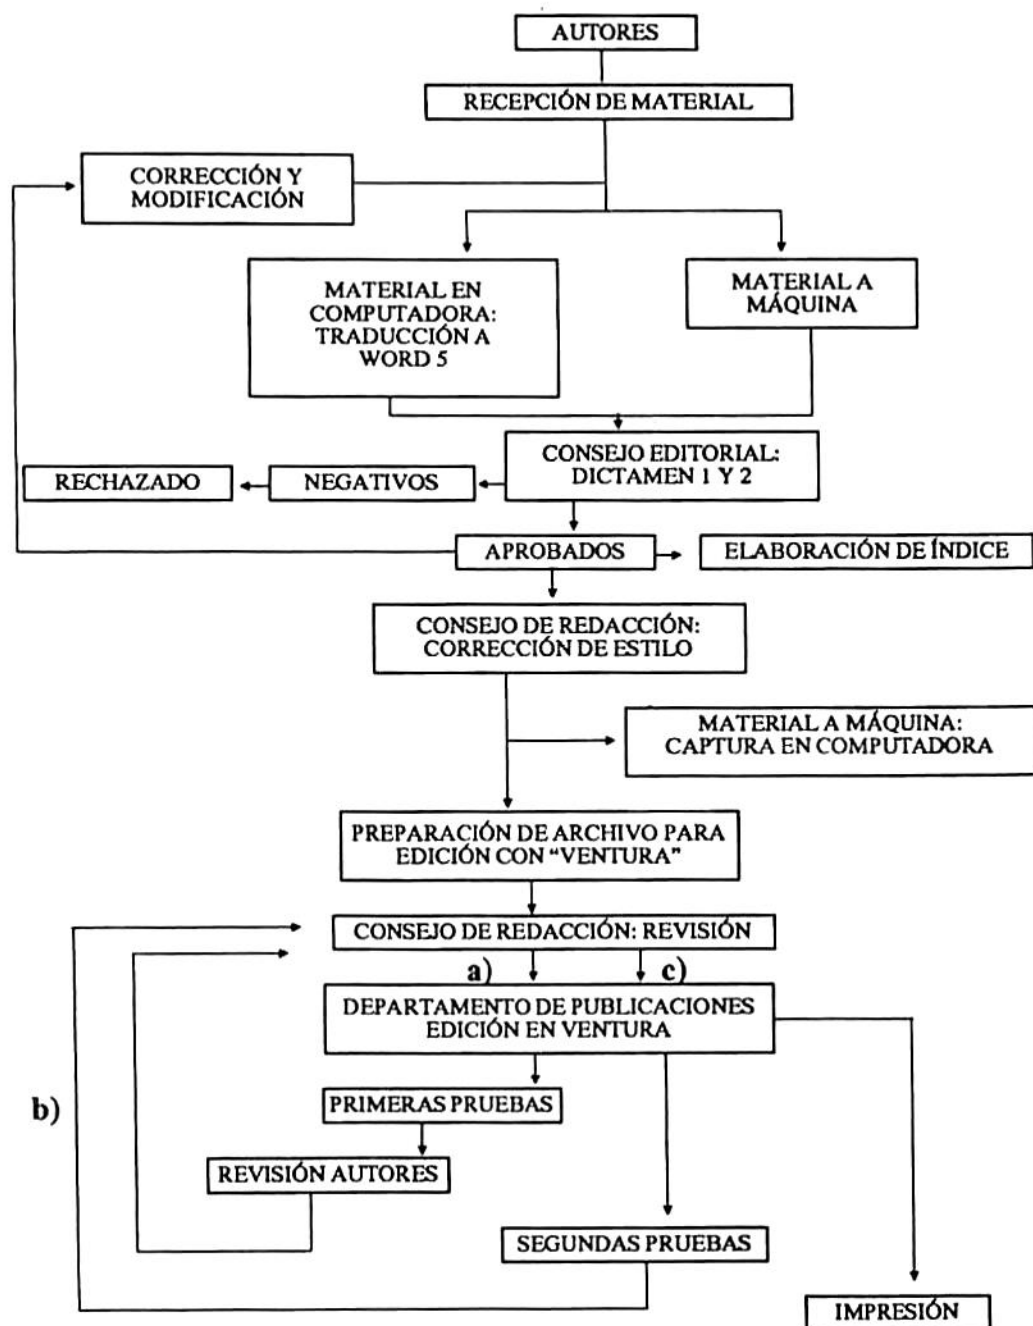 AUTORES
RECEPCIÓN DE MATERIAL
CORRECCIÓN Y
MODIFICACIÓN
MATERIAL EN
COMPUTADORA:
TRADUCCIÓN A
WORD 5
MATERIAL A
MÁQUINA
CONSEJO EDITORIAL:
DICTAMEN 1 Y 2
RECHAZADO
NEGATIVOS
APROBADOS
ELABORACIÓN DE ÍNDICE
CONSEJO DE REDACCIÓN:
CORRECCIÓN DE ESTILO
MATERIAL A MÁQUINA:
CAPTURA EN COMPUTADORA
PREPARACIÓN DE ARCHIVO PARA
EDICIÓN CON “VENTURA”
CONSEJO DE REDACCIÓN: REVISIÓN
a)
c)
DEPARTAMENTO DE PUBLICACIONES
EDICIÓN EN VENTURA
b)
PRIMERAS PRUEBAS
REVISIÓN AUTORES
SEGUNDAS PRUEBAS
IMPRESIÓN